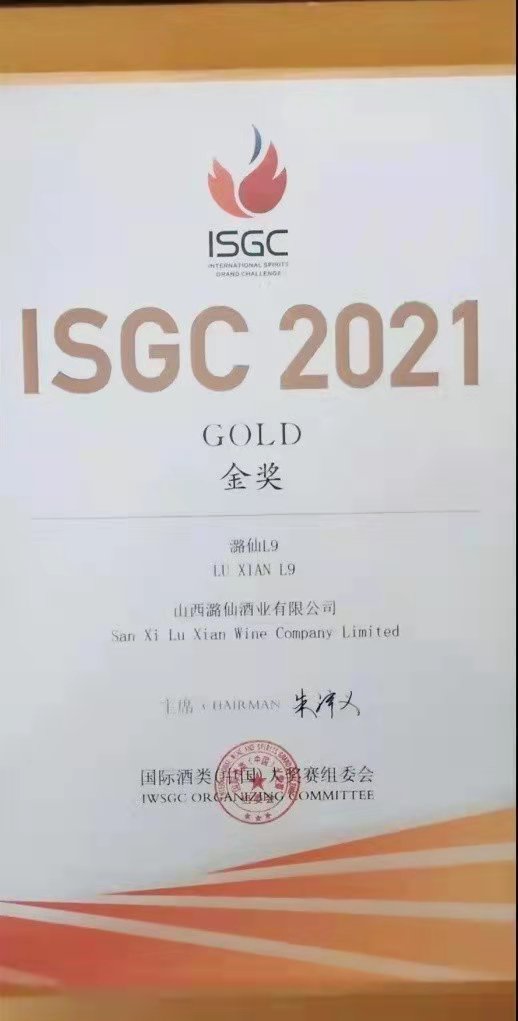 ISGC
INTERNATIONAL SPIRITS
GRAND CHALLENGE
ISGC 2021
GOLD
金奖
潞仙L9
LU XIAN L9
山西潞仙酒业有限公司
San Xi Lu Xian Wine Company Limited
主席 CHAIRMAN
国际酒类(中国)大奖赛组委会
IWSGC ORGANIZING COMMITTEE